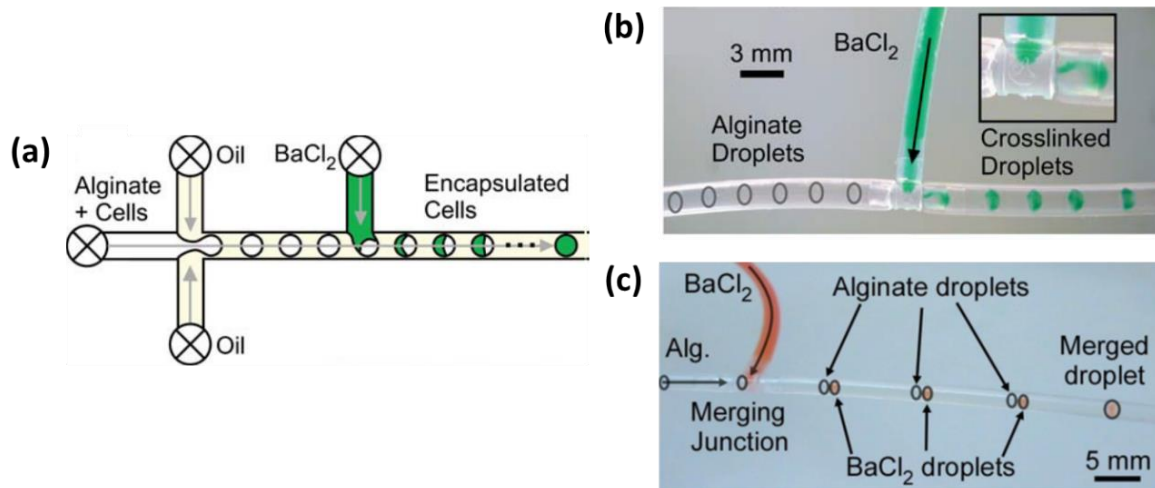 (a)
Oil
BaCl2
Alginate
+ Cells
Encapsulated
Cells
Oil
(b)
3 mm
BaCl2
Alginate
Droplets
Crosslinked
Droplets
(c)
BaCl2
Alginate droplets
Alg.
Merged
droplet
Merging
Junction
BaCl2 droplets
5 mm